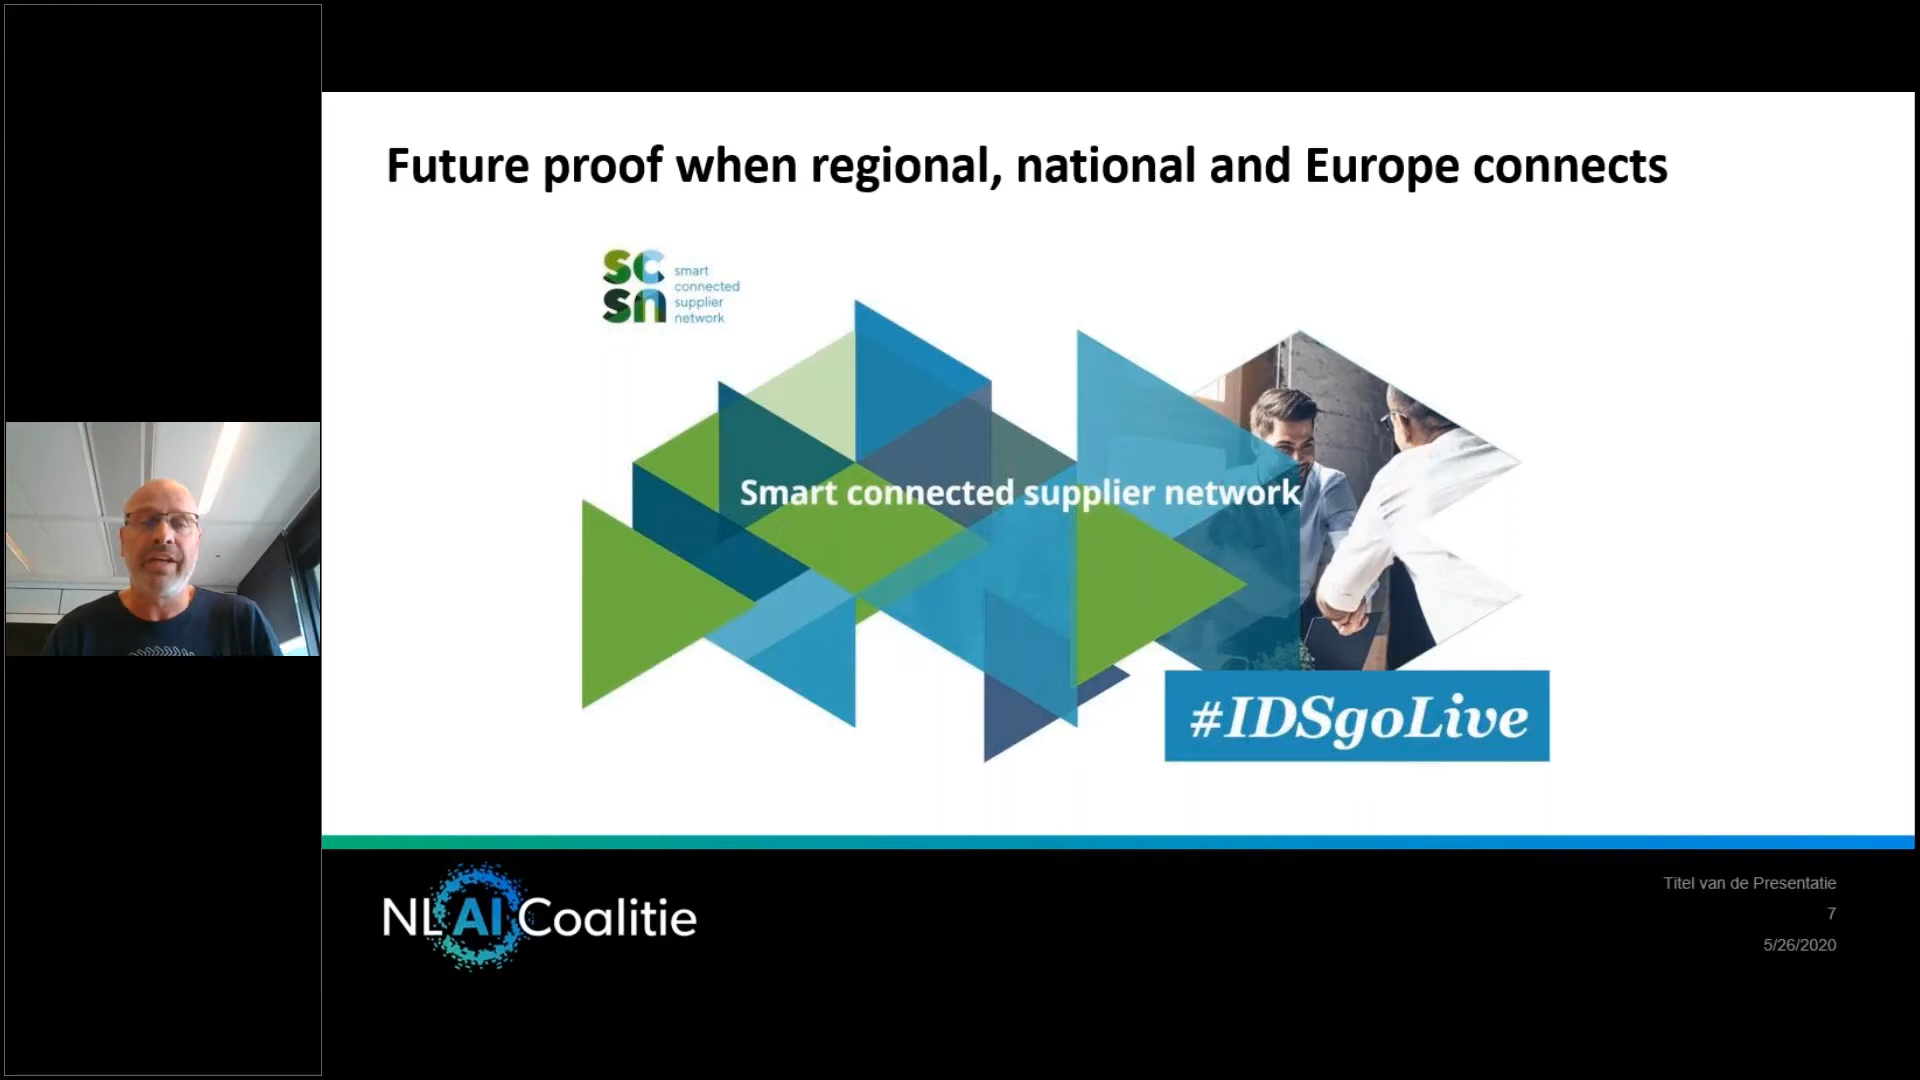 Future proof when regional, national and Europe connects
sc
sn
smart
connected
supplier
network
Smart connected supplier network
#IDSgoLive
NL AI Coalitie
Titel van de Presentatie
7
5/26/2020